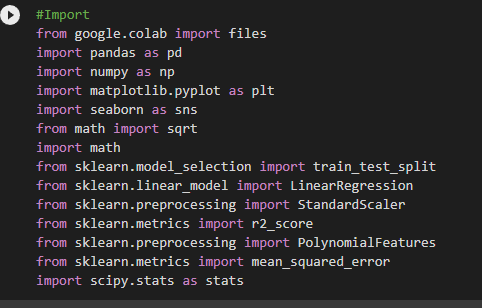 #Import
from google.colab import files
import pandas as pd
import numpy as np
import matplotlib.pyplot as plt
import seaborn as sns
from math import sqrt
import math
from sklearn.model_selection import train_test_split
from sklearn.linear_model import LinearRegression
from sklearn.preprocessing import StandardScaler
from sklearn.metrics import r2_score
from sklearn.preprocessing import PolynomialFeatures
from sklearn.metrics import mean_squared_error
import scipy.stats as stats